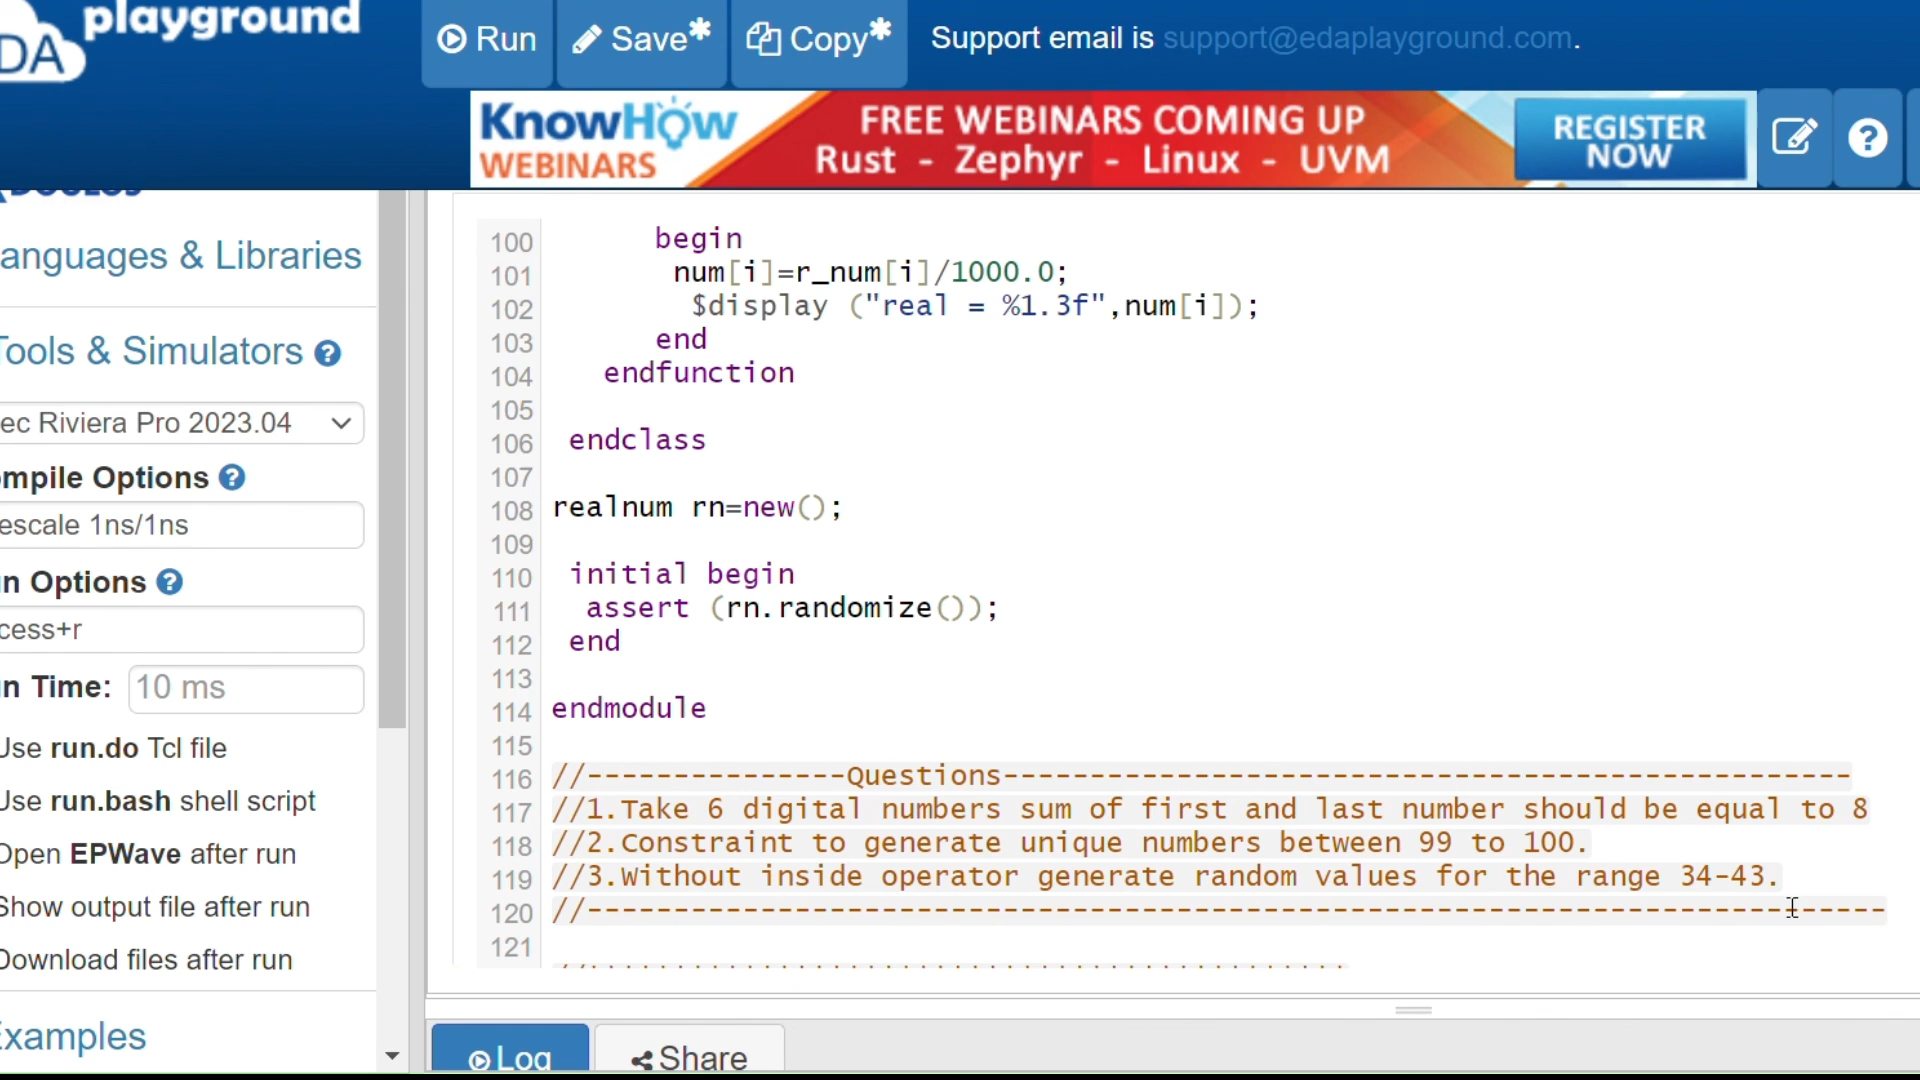 playground
DA
Run
Save*
Copy*
Support email is support@edaplayground.com.
KnowHow
WEBINARS
FREE WEBINARS COMING UP
Rust - Zephyr - Linux - UVM
REGISTER
NOW
anguages & Libraries
Tools & Simulators
ec Riviera Pro 2023.04
ompile Options
escale 1ns/1ns
n Options
cess+r
n Time: 10 ms
Use run.do Tcl file
Use run.bash shell script
Open EPWave after run
Show output file after run
Download files after run
Examples
100 begin
101 num[i]=r_num[i]/1000.0;
102 $display ("real = %1.3f",num[i]);
103 end
104 endfunction
105
106 endclass
107
108 realnum rn=new();
109
110 initial begin
111 assert (rn.randomize());
112 end
113
114 endmodule
115
116 //---------------Questions-------------------------------------------------
117 //1.Take 6 digital numbers sum of first and last number should be equal to 8
118 //2.Constraint to generate unique numbers between 99 to 100.
119 //3.Without inside operator generate random values for the range 34-43.
120 //---------------------------------------------------------------------------
121
Log
Share